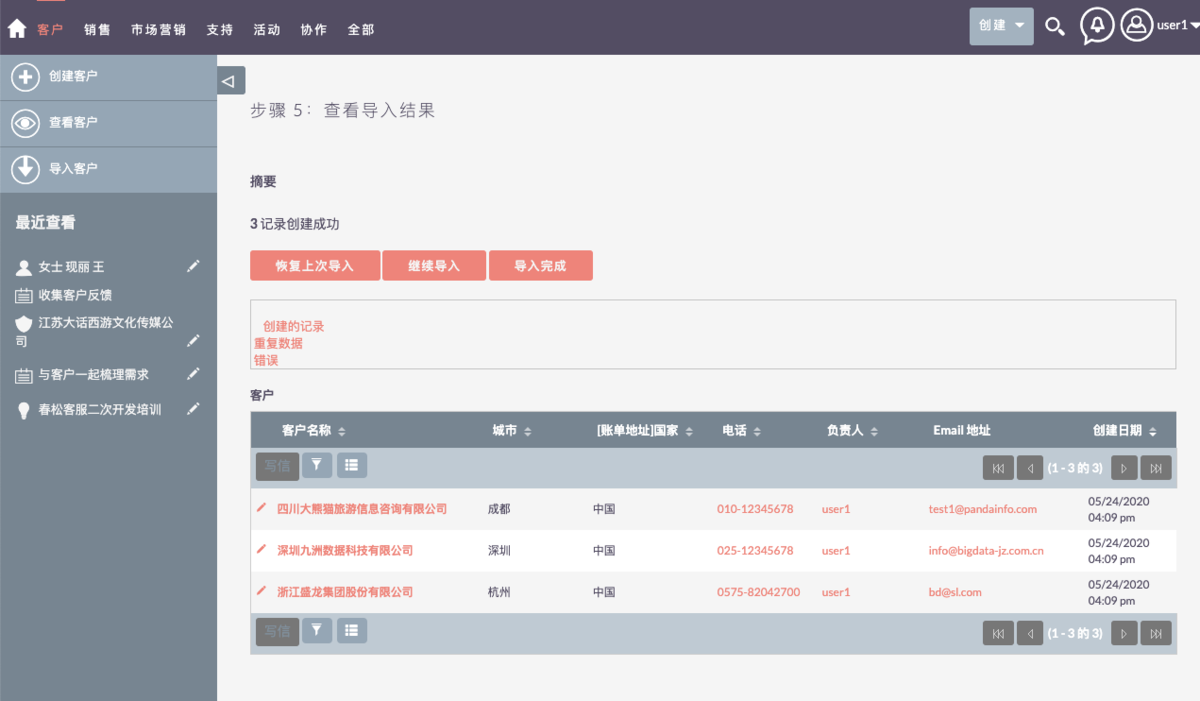 客户 销售 市场营销 支持 活动 协作 全部 创建 user1
创建客户
查看客户
导入客户
最近查看
女士 现丽 王
收集客户反馈
江苏大话西游文化传媒公
司
与客户一起梳理需求
春松客服二次开发培训
步骤 5：查看导入结果
摘要
3 记录创建成功
恢复上次导入 继续导入 导入完成
创建的记录
重复数据
错误
客户
客户名称 城市 [账单地址]国家 电话 负责人 Email 地址 创建日期
写信 (1 - 3 的 3)
四川大熊猫旅游信息咨询有限公司 成都 中国 010-12345678 user1 test1@pandainfo.com 05/24/2020
04:09 pm
深圳九洲数据科技有限公司 深圳 中国 025-12345678 user1 info@bigdata-jz.com.cn 05/24/2020
04:09 pm
浙江盛龙集团股份有限公司 杭州 中国 0575-82042700 user1 bd@sl.com 05/24/2020
04:09 pm
写信 (1 - 3 的 3)